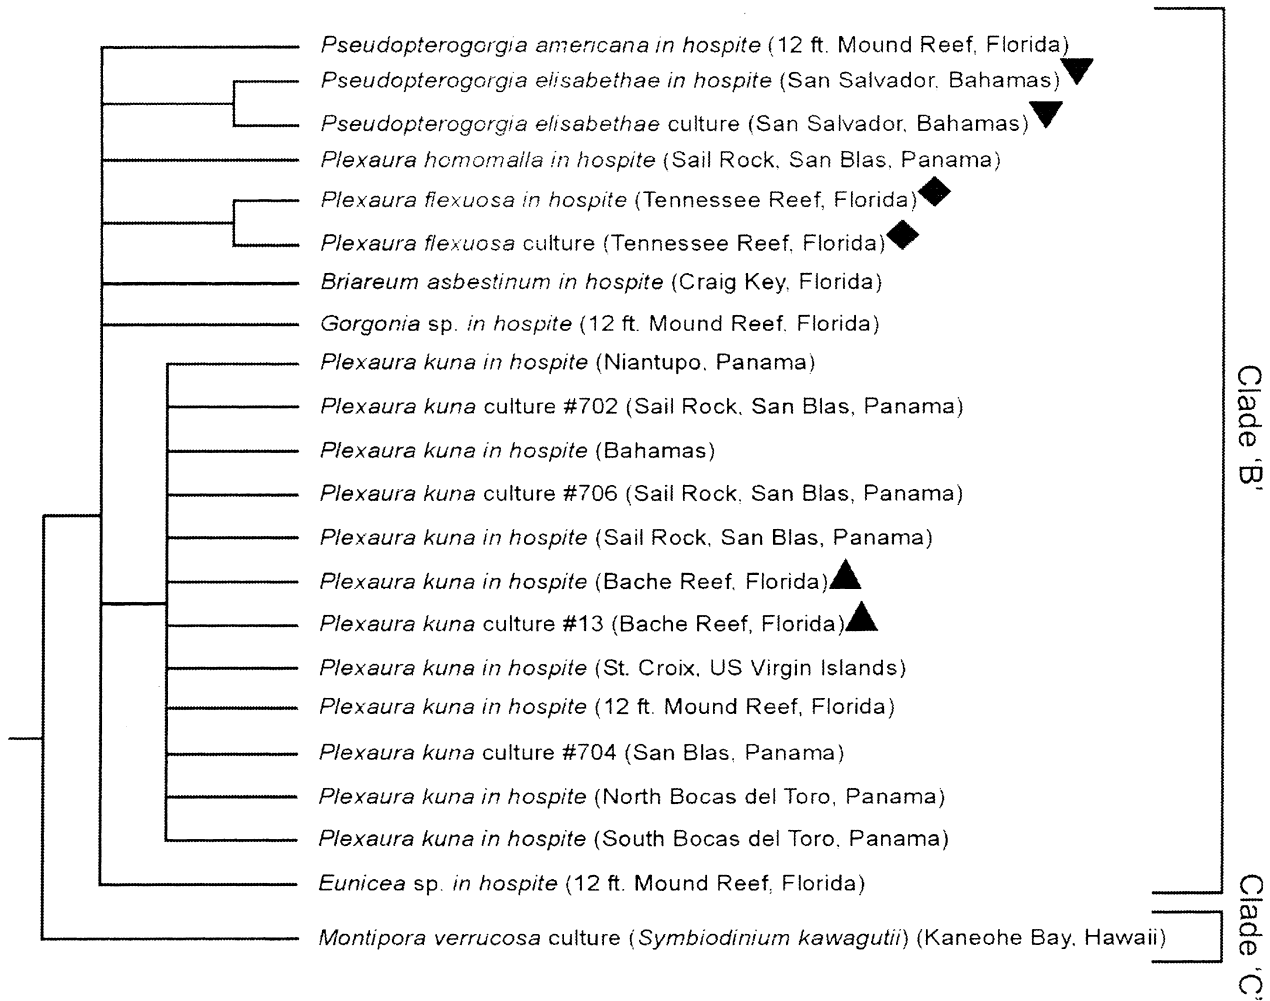 Pseudopterogorgia americana in hospite (12 ft. Mound Reef, Florida)
Pseudopterogorgia elisabethae in hospite (San Salvador, Bahamas)
Pseudopterogorgia elisabethae culture (San Salvador, Bahamas)
Plexaura homomalla in hospite (Sail Rock, San Blas, Panama)
Plexaura flexuosa in hospite (Tennessee Reef, Florida)
Plexaura flexuosa culture (Tennessee Reef, Florida)
Briareum asbestinum in hospite (Craig Key, Florida)
Gorgonia sp. in hospite (12 ft. Mound Reef, Florida)
Plexaura kuna in hospite (Niantupo, Panama)
Plexaura kuna culture #702 (Sail Rock, San Blas, Panama)
Plexaura kuna in hospite (Bahamas)
Plexaura kuna culture #706 (Sail Rock, San Blas, Panama)
Plexaura kuna in hospite (Sail Rock, San Blas, Panama)
Plexaura kuna in hospite (Bache Reef, Florida)
Plexaura kuna culture #13 (Bache Reef, Florida)
Plexaura kuna in hospite (St. Croix, US Virgin Islands)
Plexaura kuna in hospite (12 ft. Mound Reef, Florida)
Plexaura kuna culture #704 (San Blas, Panama)
Plexaura kuna in hospite (North Bocas del Toro, Panama)
Plexaura kuna in hospite (South Bocas del Toro, Panama)
Eunicea sp. in hospite (12 ft. Mound Reef, Florida)
Montipora verrucosa culture (Symbiodinium kawagutii) (Kaneohe Bay, Hawaii)
Clade 'B'
Clade 'C'